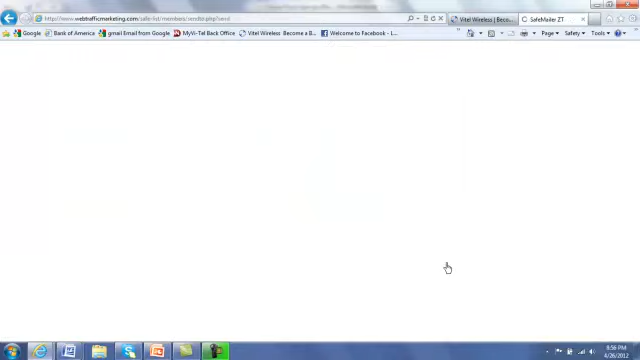 http://www.webtrafficmarketing.com/safe-list/members/sendlist.php?send
Vitel Wireless | Beco...
SafeMailer ZT
Google
Bank of America
gmail Email from Google
MyVi-Tel Back Office
Vitel Wireless Become a B...
Welcome to Facebook - L...
Page
Safety
Tools
9:56 PM
4/26/2012